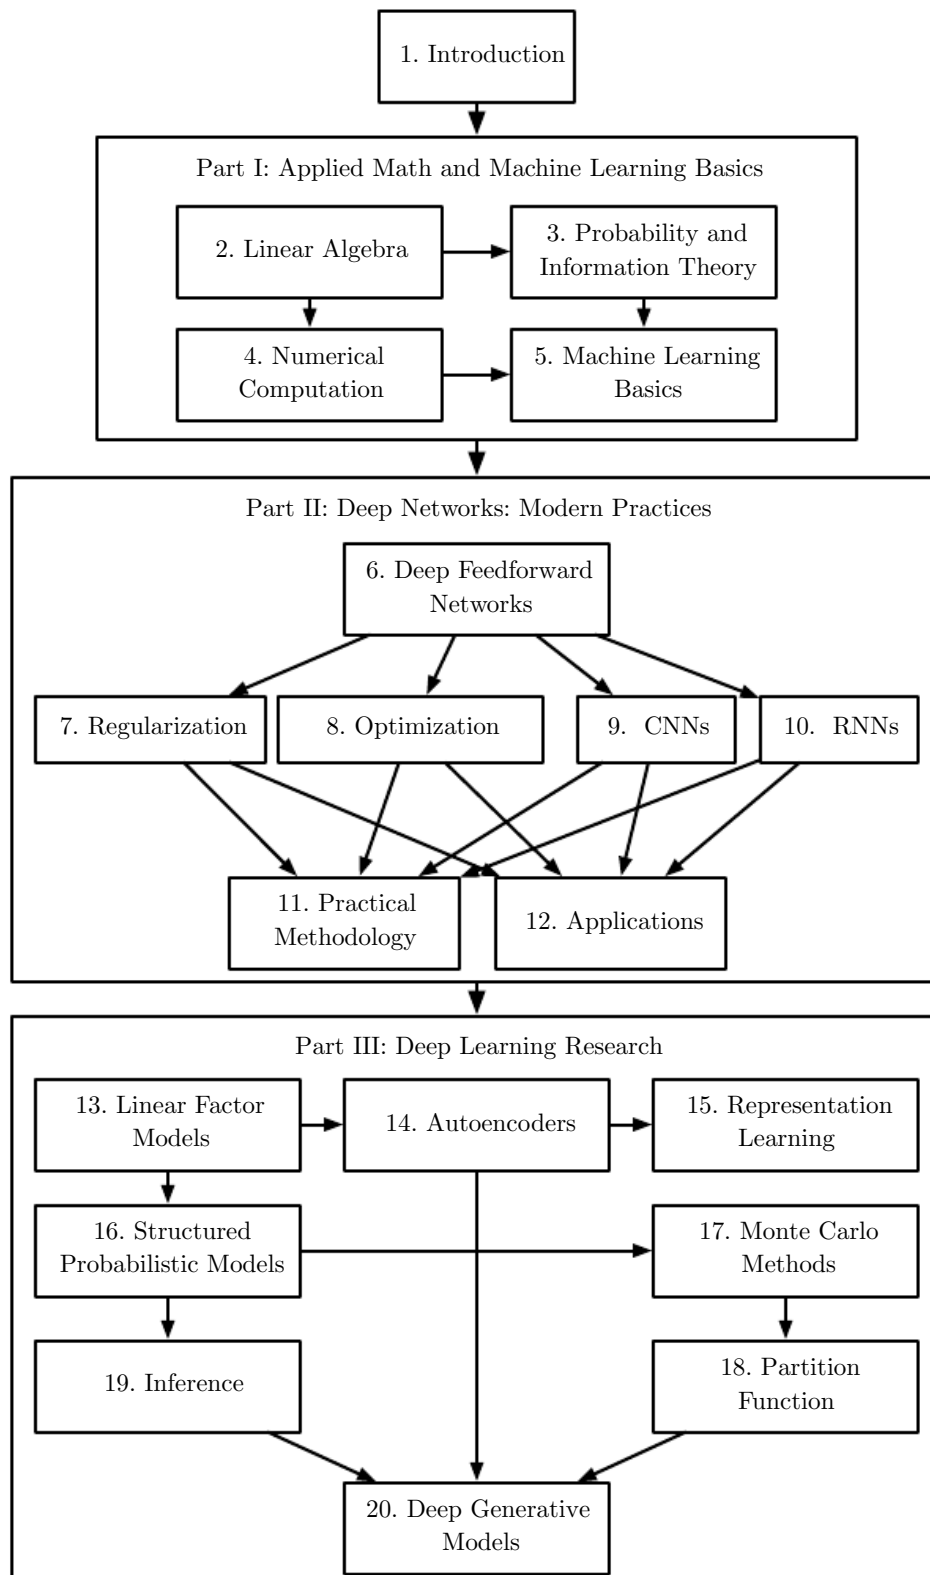 1. Introduction
Part I: Applied Math and Machine Learning Basics
2. Linear Algebra
3. Probability and
Information Theory
4. Numerical
Computation
5. Machine Learning
Basics
Part II: Deep Networks: Modern Practices
6. Deep Feedforward
Networks
7. Regularization
8. Optimization
9. CNNs
10. RNNs
11. Practical
Methodology
12. Applications
Part III: Deep Learning Research
13. Linear Factor
Models
14. Autoencoders
15. Representation
Learning
16. Structured
Probabilistic Models
17. Monte Carlo
Methods
19. Inference
18. Partition
Function
20. Deep Generative
Models